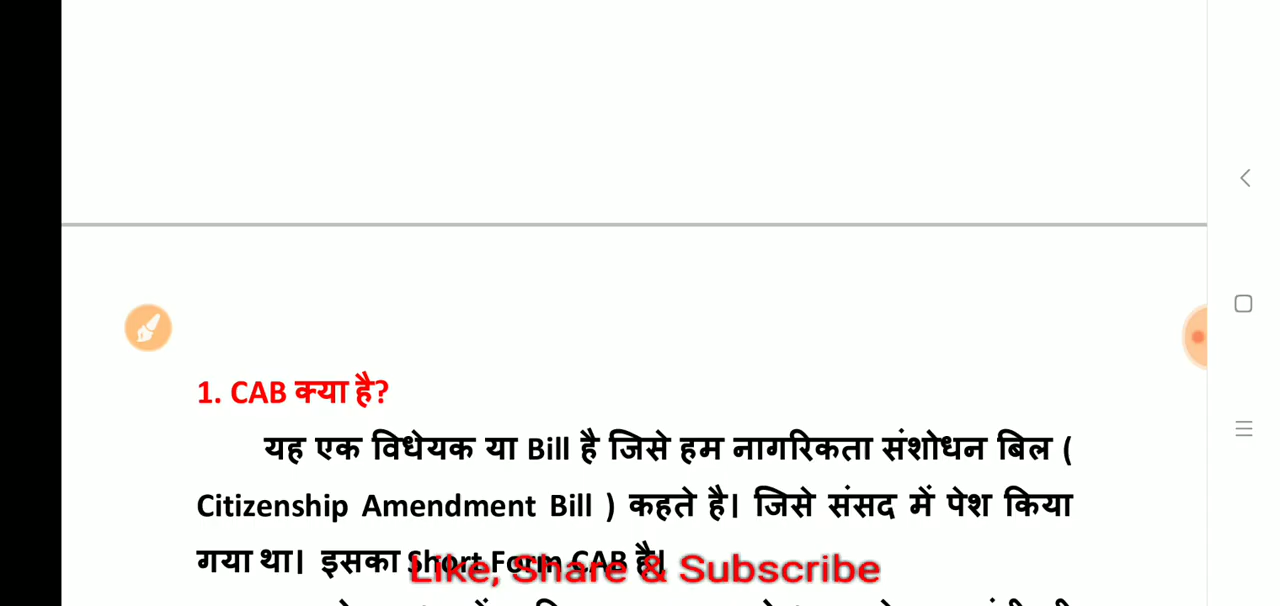 1. CAB क्या है?
यह एक विधेयक या Bill है जिसे हम नागरिकता संशोधन बिल (
Citizenship Amendment Bill ) कहते है। जिसे संसद में पेश किया
गया था। इसका Short Form CAB है।
Like, Share & Subscribe